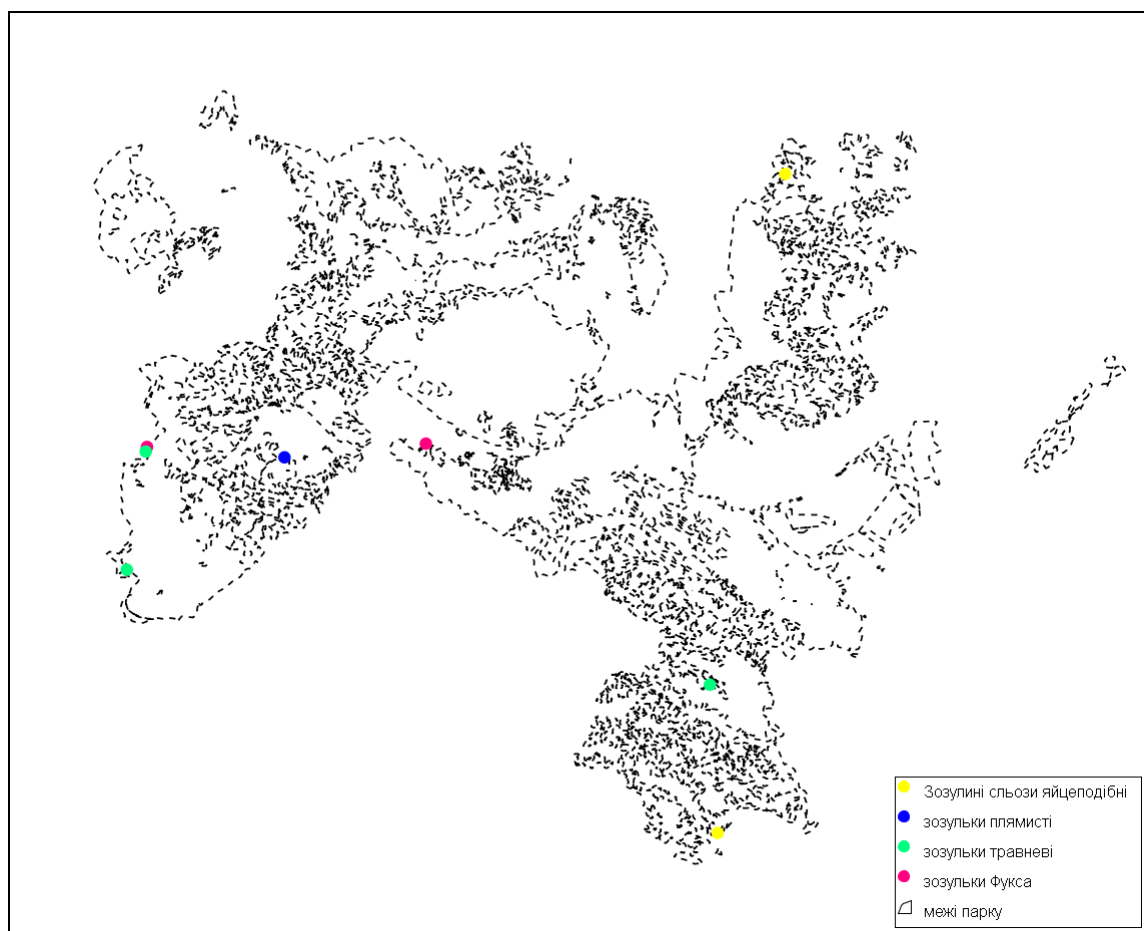 Зозулині сльози яйцеподібні
зозульки плямисті
зозульки травневі
зозульки Фукса
межі парку